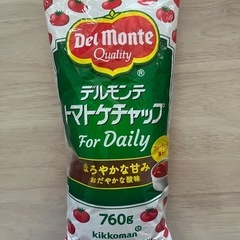 Del Monte
Quality
®
デルモンテ
トマトケチャップ
For Daily
まろやかな甘み
おだやかな酸味
760g
kikkoman